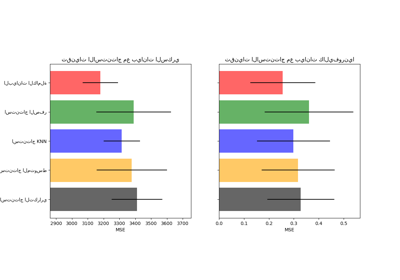 تقنيات الاستنتاج مع بيانات السكري
تقنيات الاستنتاج مع بيانات كاليفورنيا
البيانات الكاملة
استنتاج الصفر
استنتاج KNN
استنتاج المتوسط
استنتاج التكراري
2900 3000 3100 3200 3300 3400 3500 3600 3700
MSE
0.0 0.1 0.2 0.3 0.4 0.5
MSE